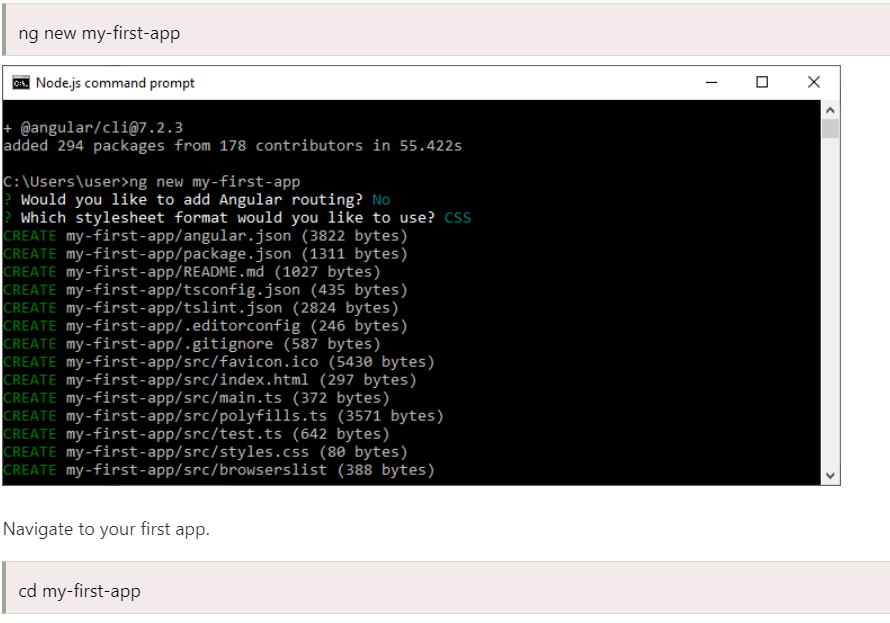 ng new my-first-app
Node.js command prompt
+ @angular/cli@7.2.3
added 294 packages from 178 contributors in 55.422s
C:\Users\user>ng new my-first-app
? Would you like to add Angular routing? No
? Which stylesheet format would you like to use? CSS
CREATE my-first-app/angular.json (3822 bytes)
CREATE my-first-app/package.json (1311 bytes)
CREATE my-first-app/README.md (1027 bytes)
CREATE my-first-app/tsconfig.json (435 bytes)
CREATE my-first-app/tslint.json (2824 bytes)
CREATE my-first-app/.editorconfig (246 bytes)
CREATE my-first-app/.gitignore (587 bytes)
CREATE my-first-app/src/favicon.ico (5430 bytes)
CREATE my-first-app/src/index.html (297 bytes)
CREATE my-first-app/src/main.ts (372 bytes)
CREATE my-first-app/src/polyfills.ts (3571 bytes)
CREATE my-first-app/src/test.ts (642 bytes)
CREATE my-first-app/src/styles.css (80 bytes)
CREATE my-first-app/src/browserslist (388 bytes)
Navigate to your first app.
cd my-first-app